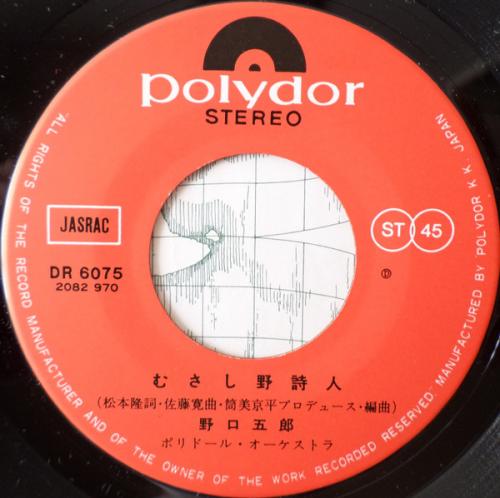 polydor
STEREO
JASRAC
ST 45
DR 6075
2082 970
Ⓟ
むさし野詩人
(松本隆詞・佐藤寛曲・筒美京平プロデュース・編曲)
野口五郎
ポリドール・オーケストラ
"ALL RIGHTS OF THE RECORD MANUFACTURER AND OF THE OWNER OF THE WORK RECORDED RESERVED." MANUFACTURED BY POLYDOR K.K. JAPAN